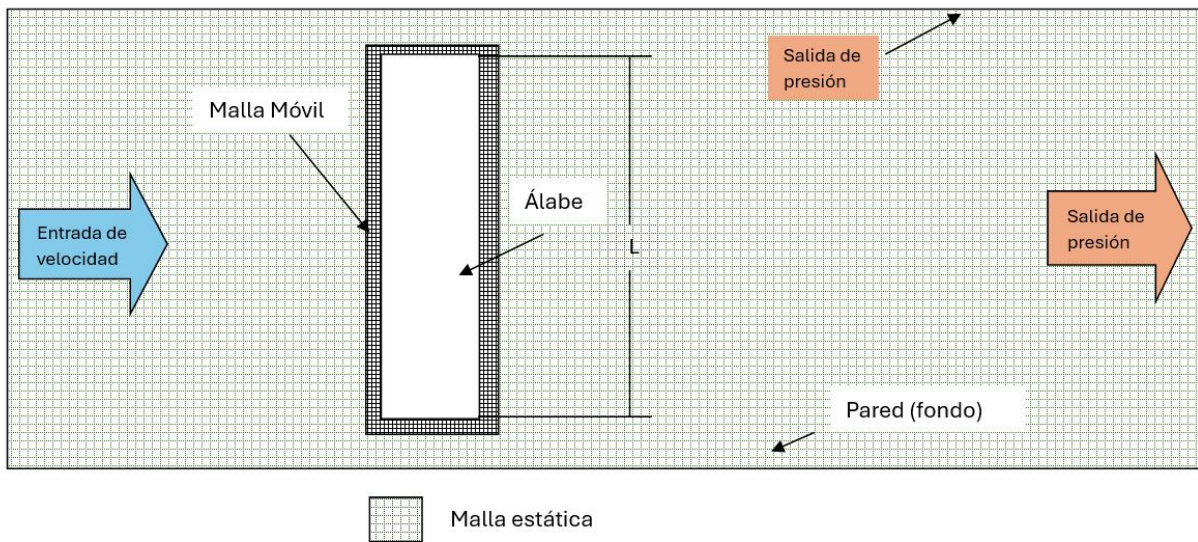 Salida de
presión
Malla Móvil
Álabe
Entrada de
velocidad
L
Salida de
presión
Pared (fondo)
Malla estática